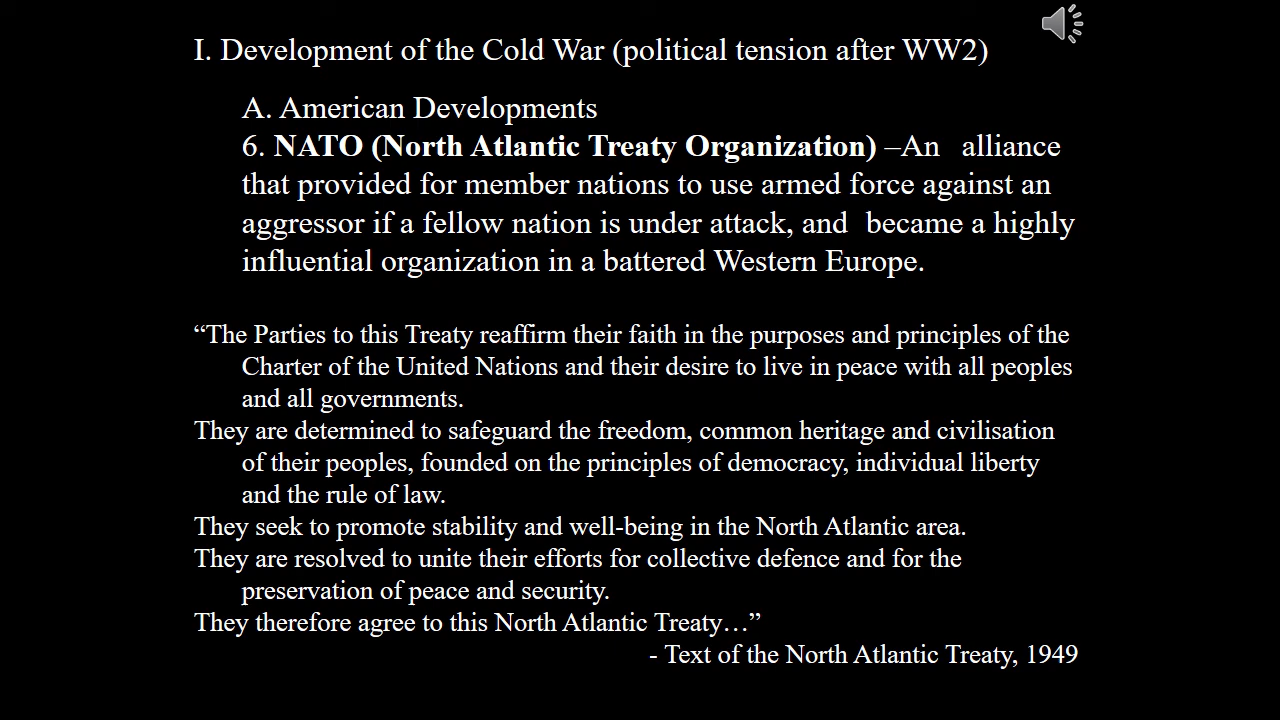 I. Development of the Cold War (political tension after WW2)
A. American Developments
6. NATO (North Atlantic Treaty Organization) –An alliance
that provided for member nations to use armed force against an
aggressor if a fellow nation is under attack, and became a highly
influential organization in a battered Western Europe.
“The Parties to this Treaty reaffirm their faith in the purposes and principles of the
Charter of the United Nations and their desire to live in peace with all peoples
and all governments.
They are determined to safeguard the freedom, common heritage and civilisation
of their peoples, founded on the principles of democracy, individual liberty
and the rule of law.
They seek to promote stability and well-being in the North Atlantic area.
They are resolved to unite their efforts for collective defence and for the
preservation of peace and security.
They therefore agree to this North Atlantic Treaty…”
- Text of the North Atlantic Treaty, 1949